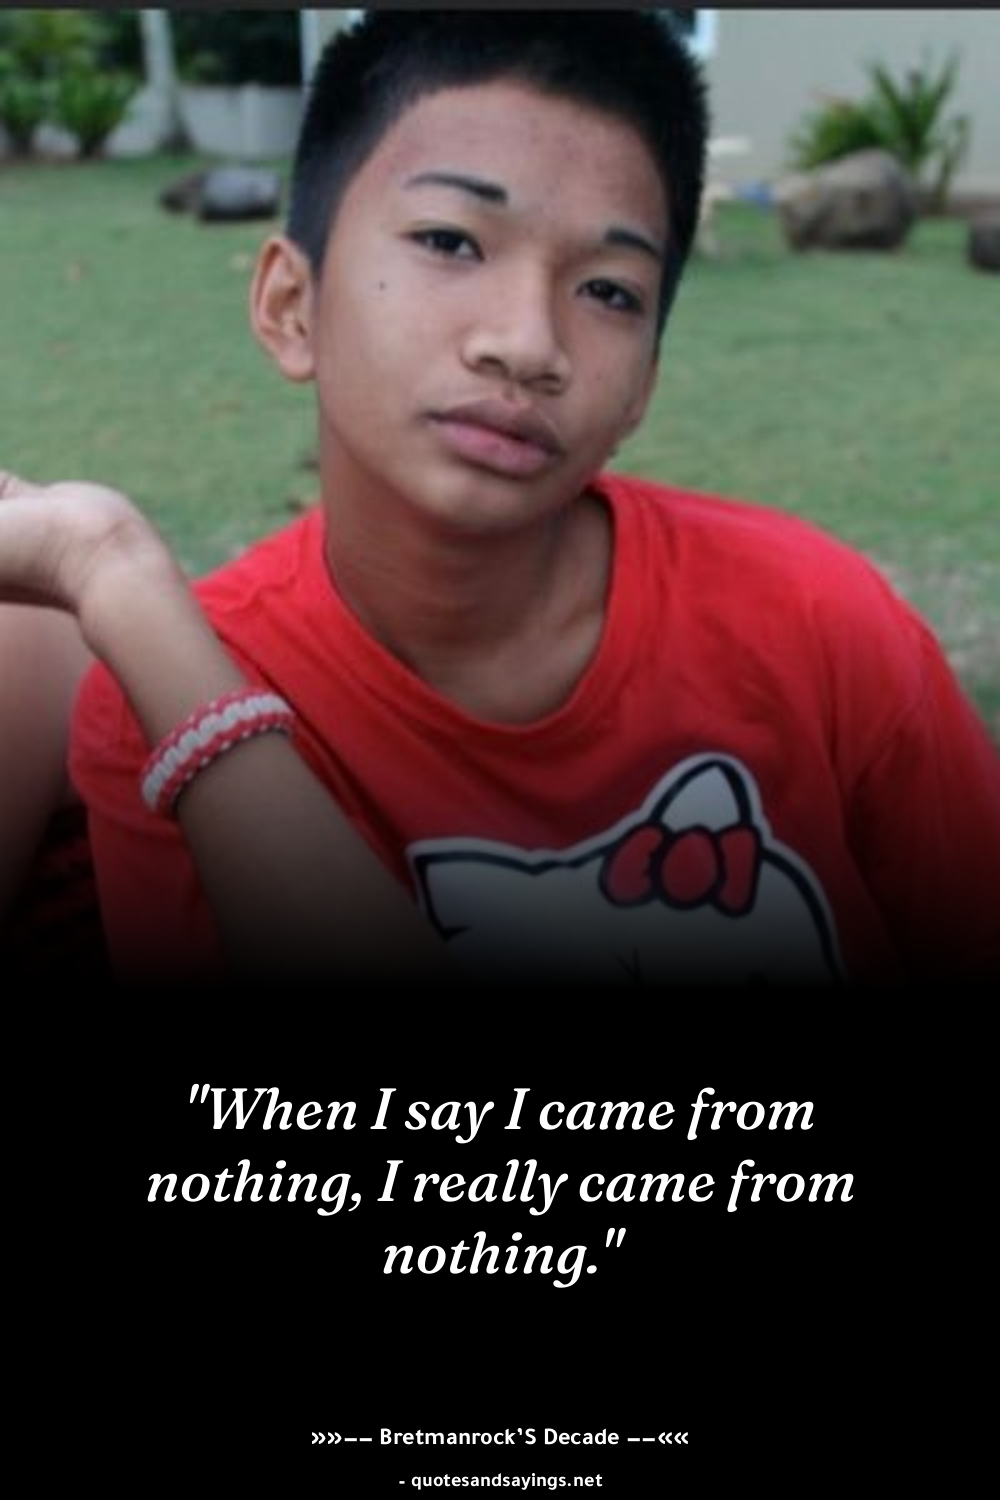 "When I say I came from
nothing, I really came from
nothing."
»»−− Bretmanrock’S Decade −−««
- quotesandsayings.net